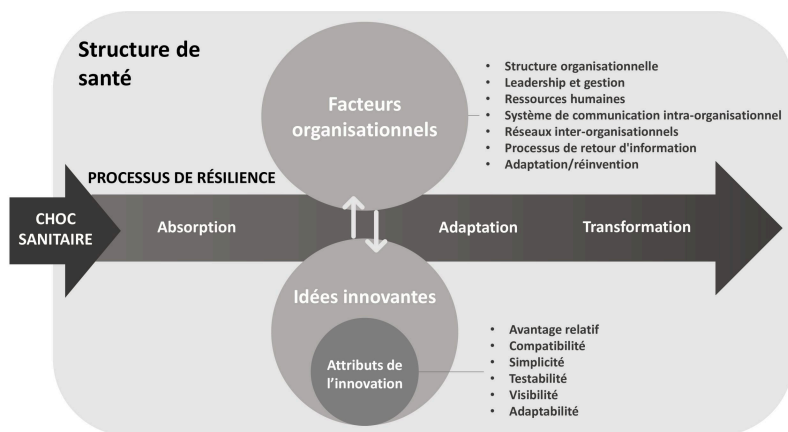 Structure de
santé
Facteurs
organisationnels
• Structure organisationnelle
• Leadership et gestion
• Ressources humaines
• Système de communication intra-organisationnel
• Réseaux inter-organisationnels
• Processus de retour d'information
• Adaptation/réinvention
PROCESSUS DE RÉSILIENCE
CHOC
SANITAIRE
Absorption
Adaptation
Transformation
Idées innovantes
Attributs de
l'innovation
• Avantage relatif
• Compatibilité
• Simplicité
• Testabilité
• Visibilité
• Adaptabilité